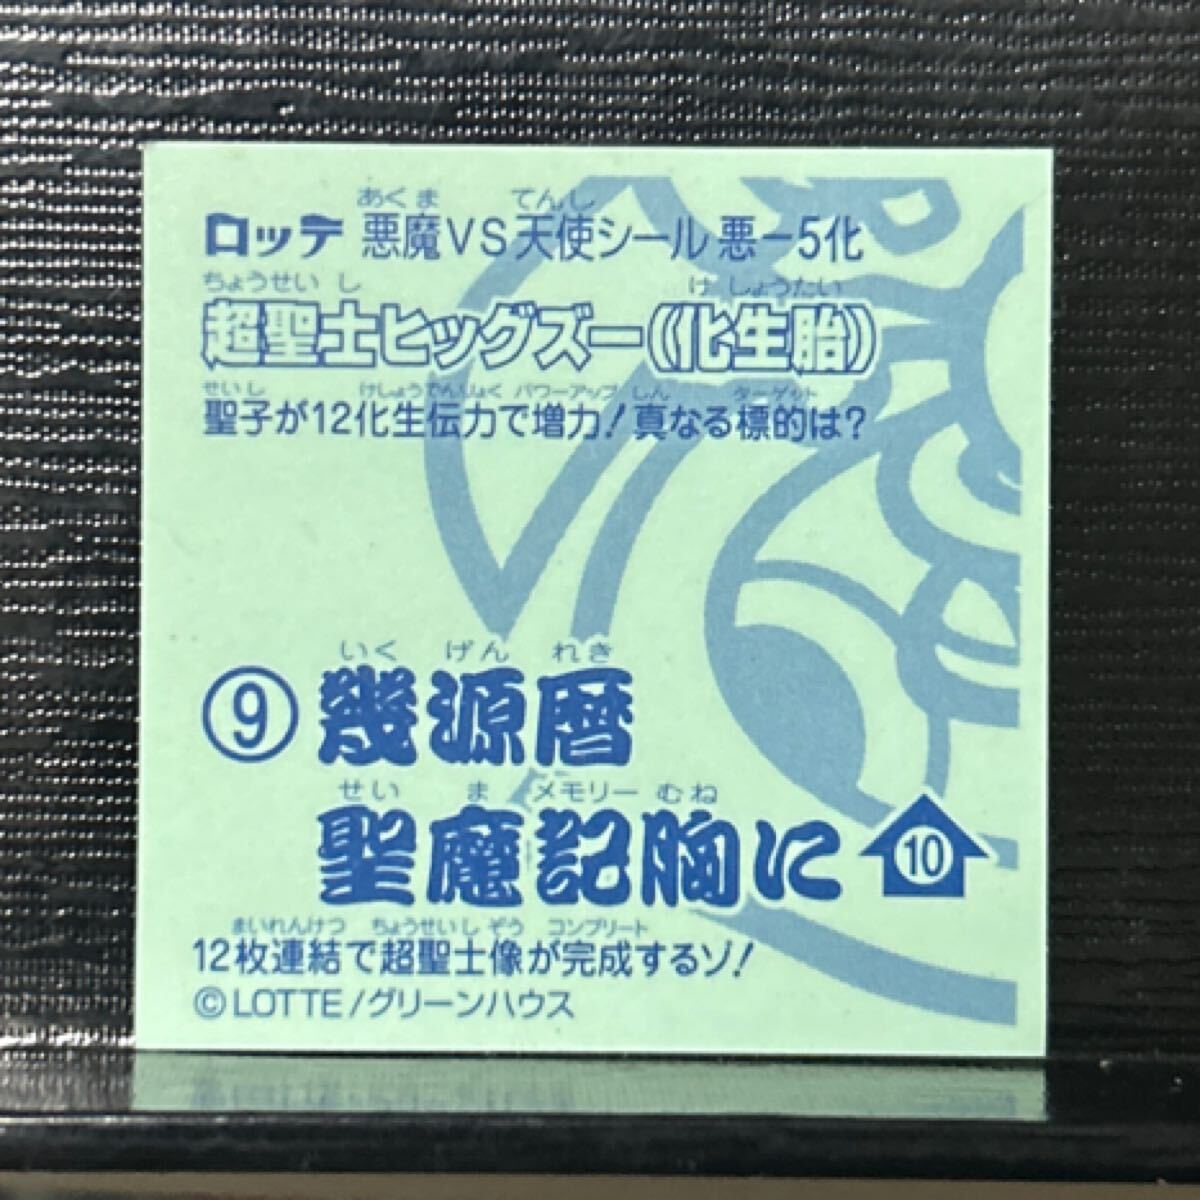 あくま てんし
ロッテ 悪魔VS天使シール 悪ー5化
ちょうせいし けしょうたい
超聖士ヒッグズー《化生胎》
せいし けしょうでんりょく パワーアップ しん ターゲット
聖子が12化生伝力で増力！真なる標的は？
いく げん れき
⑨ 幾源暦
せい ま メモリー むね
聖魔記胸に 10
まいれんけつ ちょうせいしぞう コンプリート
12枚連結で超聖士像が完成するゾ！
©LOTTE/グリーンハウス